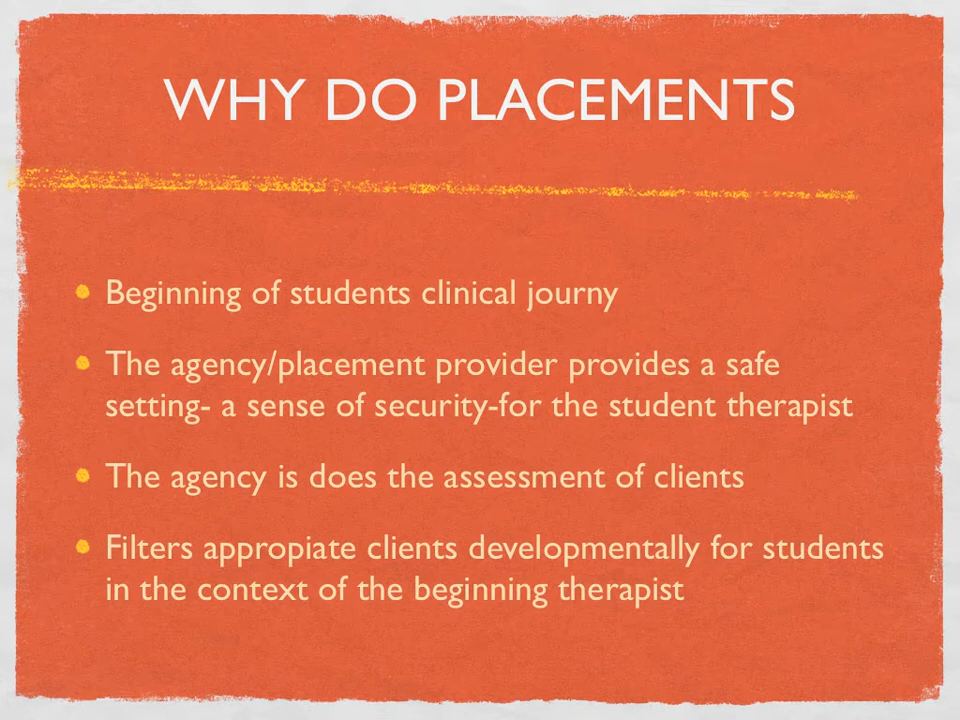 WHY DO PLACEMENTS
Beginning of students clinical journy
The agency/placement provider provides a safe
setting- a sense of security-for the student therapist
The agency is does the assessment of clients
Filters appropiate clients developmentally for students
in the context of the beginning therapist